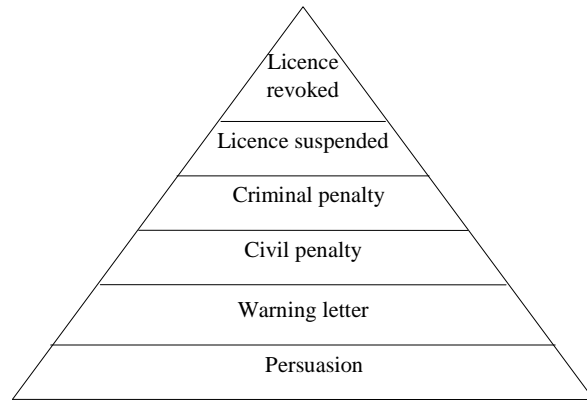 Licence
revoked
Licence suspended
Criminal penalty
Civil penalty
Warning letter
Persuasion